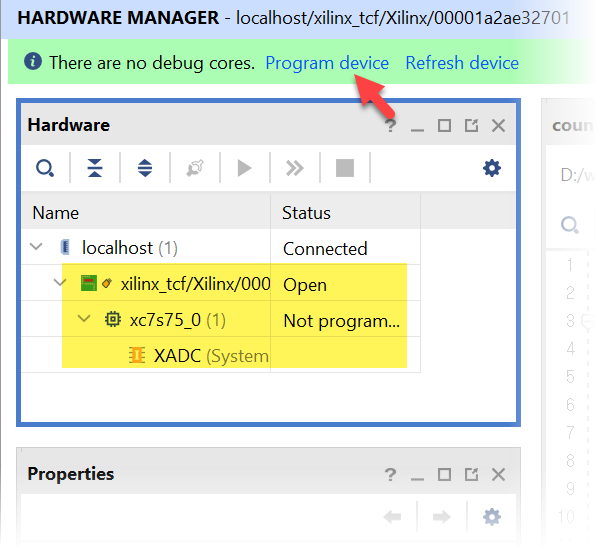 HARDWARE MANAGER - localhost/xilinx_tcf/Xilinx/00001a2ae32701
There are no debug cores. Program device Refresh device
Hardware ?
Name Status
localhost (1) Connected
xilinx_tcf/Xilinx/000 Open
xc7s75_0 (1) Not program...
XADC (System
Properties ?
coun
D:/w
1
2
3
4
5
6
7
8
9
10